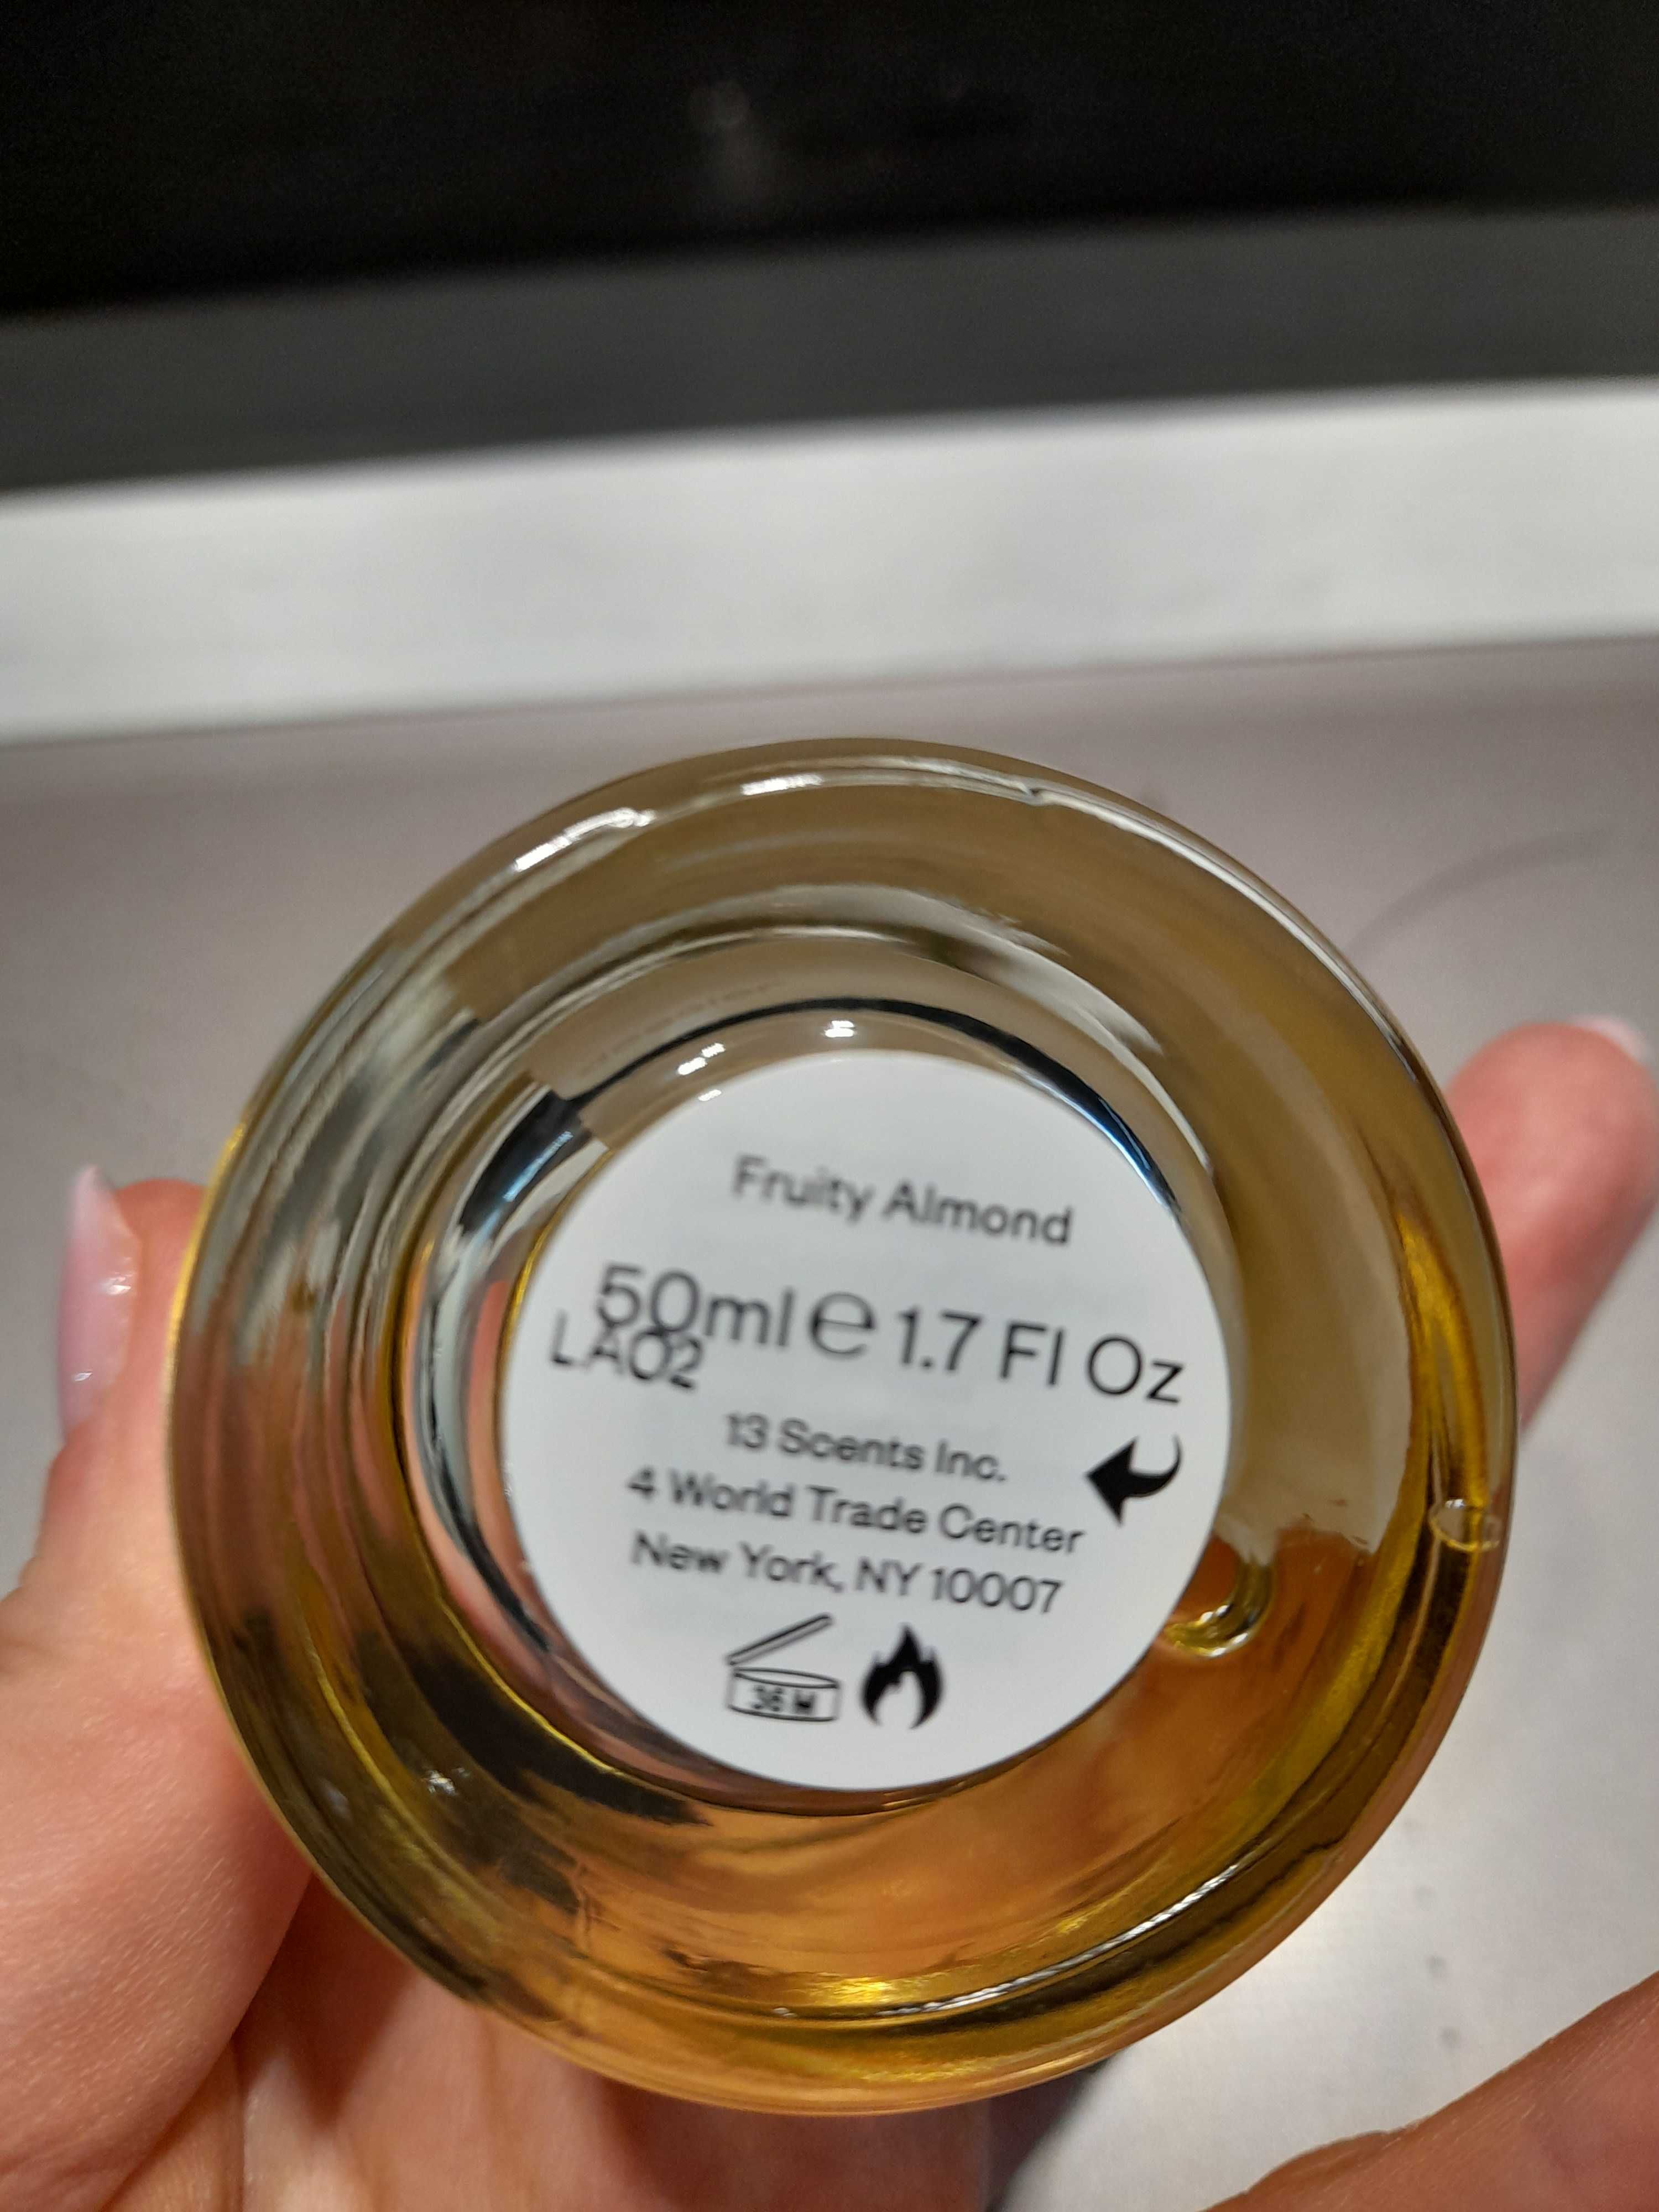 Fruity Almond
50ml e 1.7 Fl Oz
LA02
13 Scents Inc.
4 World Trade Center
New York, NY 10007
36 M